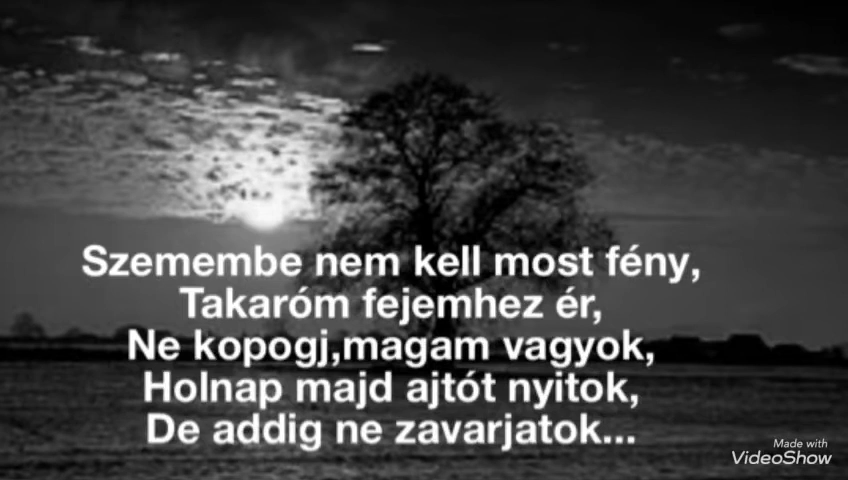 Szemembe nem kell most fény,
Takaróm fejemhez ér,
Ne kopogj,magam vagyok,
Holnap majd ajtót nyitok,
De addig ne zavarjatok...
Made with
VideoShow